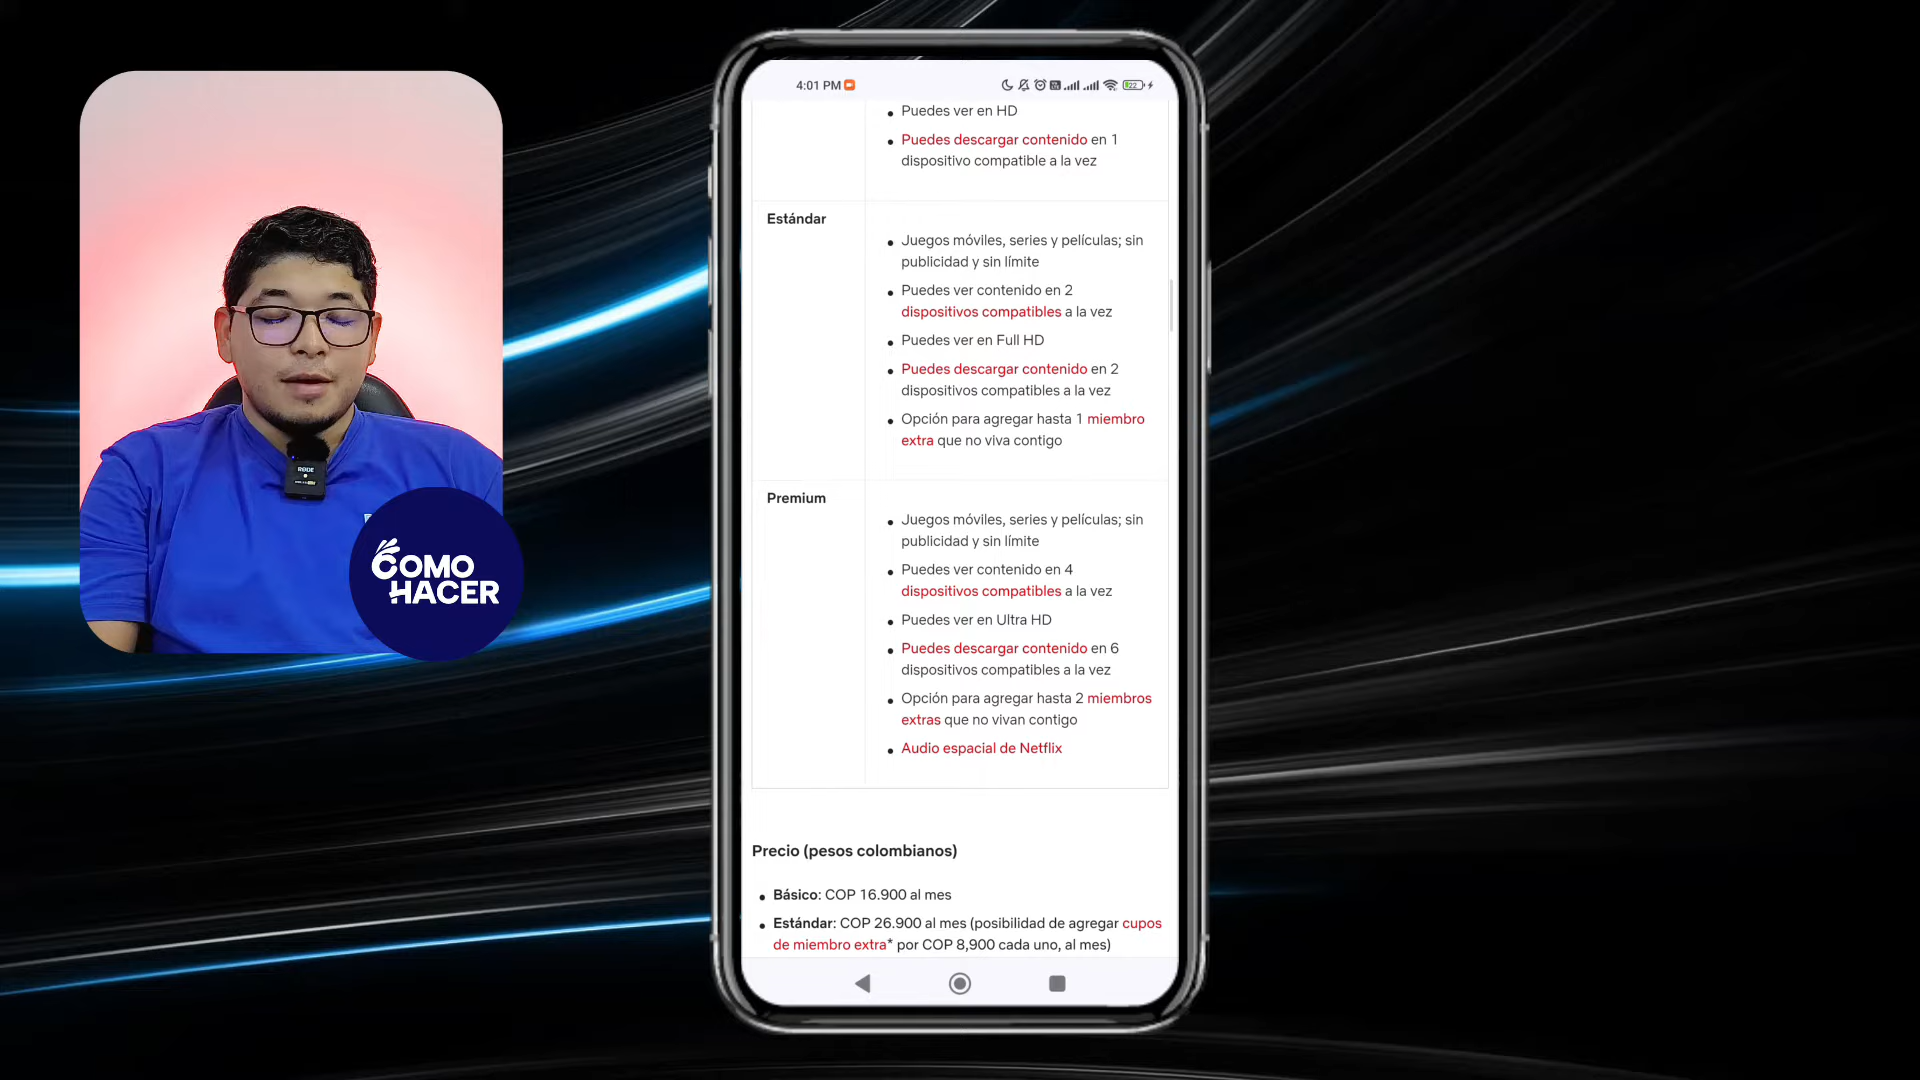 4:01 PM
22
Puedes ver en HD
Puedes descargar contenido en 1
dispositivo compatible a la vez
Estándar
Juegos móviles, series y películas; sin
publicidad y sin límite
Puedes ver contenido en 2
dispositivos compatibles a la vez
Puedes ver en Full HD
Puedes descargar contenido en 2
dispositivos compatibles a la vez
Opción para agregar hasta 1 miembro
extra que no viva contigo
Premium
Juegos móviles, series y películas; sin
publicidad y sin límite
Puedes ver contenido en 4
dispositivos compatibles a la vez
Puedes ver en Ultra HD
Puedes descargar contenido en 6
dispositivos compatibles a la vez
Opción para agregar hasta 2 miembros
extras que no vivan contigo
Audio espacial de Netflix
Precio (pesos colombianos)
Básico: COP 16.900 al mes
Estándar: COP 26.900 al mes (posibilidad de agregar cupos
de miembro extra* por COP 8,900 cada uno, al mes)
RØDE
COMO
HACER